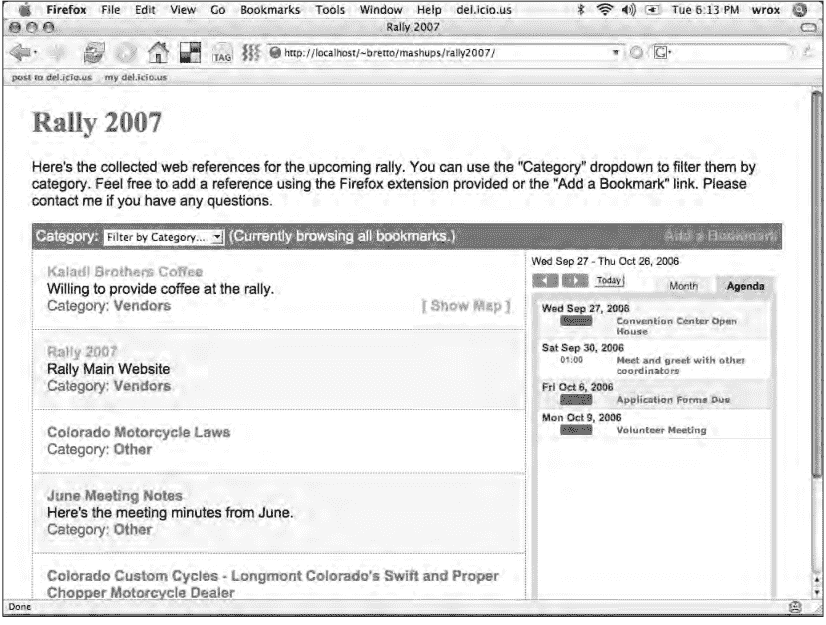 Firefox File Edit View Go Bookmarks Tools Window Help del.icio.us Tue 6:13 PM wrox
Rally 2007
TAG http://localhost/~bretto/mashups/rally2007/ G
post to del.icio.us my del.icio.us
Rally 2007
Here's the collected web references for the upcoming rally. You can use the "Category" dropdown to filter them by
category. Feel free to add a reference using the Firefox extension provided or the "Add a Bookmark" link. Please
contact me if you have any questions.
Category: Filter by Category... (Currently browsing all bookmarks.) Add a Bookmark
Kaladi Brothers Coffee
Willing to provide coffee at the rally.
Category: Vendors [ Show Map ]
Rally 2007
Rally Main Website
Category: Vendors
Colorado Motorcycle Laws
Category: Other
June Meeting Notes
Here's the meeting minutes from June.
Category: Other
Colorado Custom Cycles - Longmont Colorado's Swift and Proper
Chopper Motorcycle Dealer
Wed Sep 27 - Thu Oct 26, 2006
Today Month Agenda
Wed Sep 27, 2006
Convention Center Open
House
Sat Sep 30, 2006
01:00 Meet and greet with other
coordinators
Fri Oct 6, 2006
Application Forms Due
Mon Oct 9, 2006
Volunteer Meeting
Done